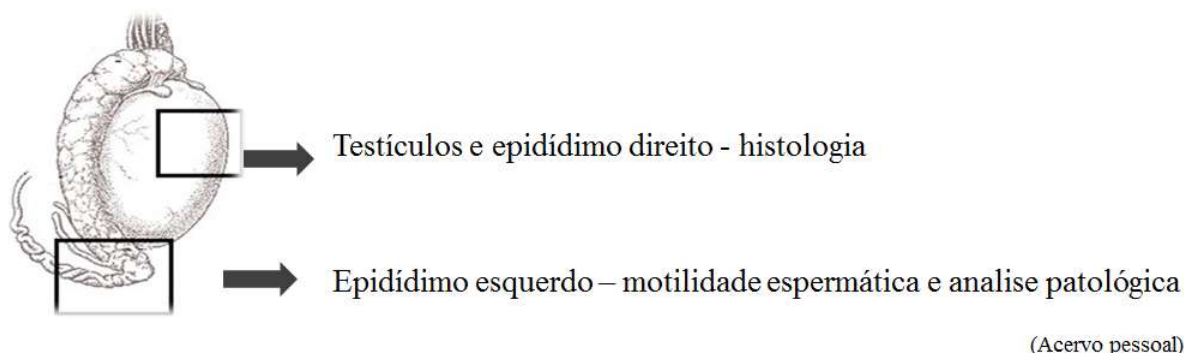 Testículos e epidídimo direito - histologia
Epidídimo esquerdo – motilidade espermática e analise patológica
(Acervo pessoal)